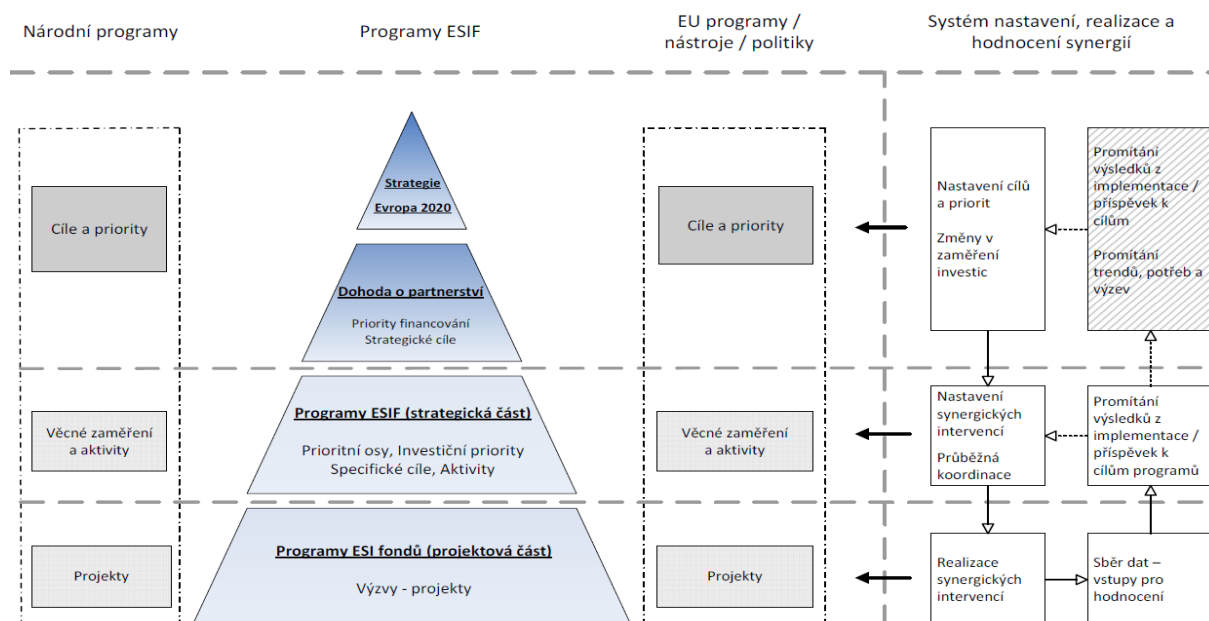 Národní programy
Programy ESIF
EU programy /
nástroje / politiky
Systém nastavení, realizace a
hodnocení synergií
Cíle a priority
Strategie
Evropa 2020
Dohoda o partnerství
Priority financování
Strategické cíle
Cíle a priority
Nastavení cílů
a priorit
Změny v
zaměření
investic
Promítání
výsledků z
implementace /
příspěvek k
cílům
Promítání
trendů, potřeb a
výzev
Věcné zaměření
a aktivity
Programy ESIF (strategická část)
Prioritní osy, Investiční priority
Specifické cíle, Aktivity
Věcné zaměření
a aktivity
Nastavení
synergických
intervencí
Průběžná
koordinace
Promítání
výsledků z
implementace /
příspěvek k
cílům programů
Projekty
Programy ESI fondů (projektová část)
Výzvy - projekty
Projekty
Realizace
synergických
intervencí
Sběr dat –
vstupy pro
hodnocení